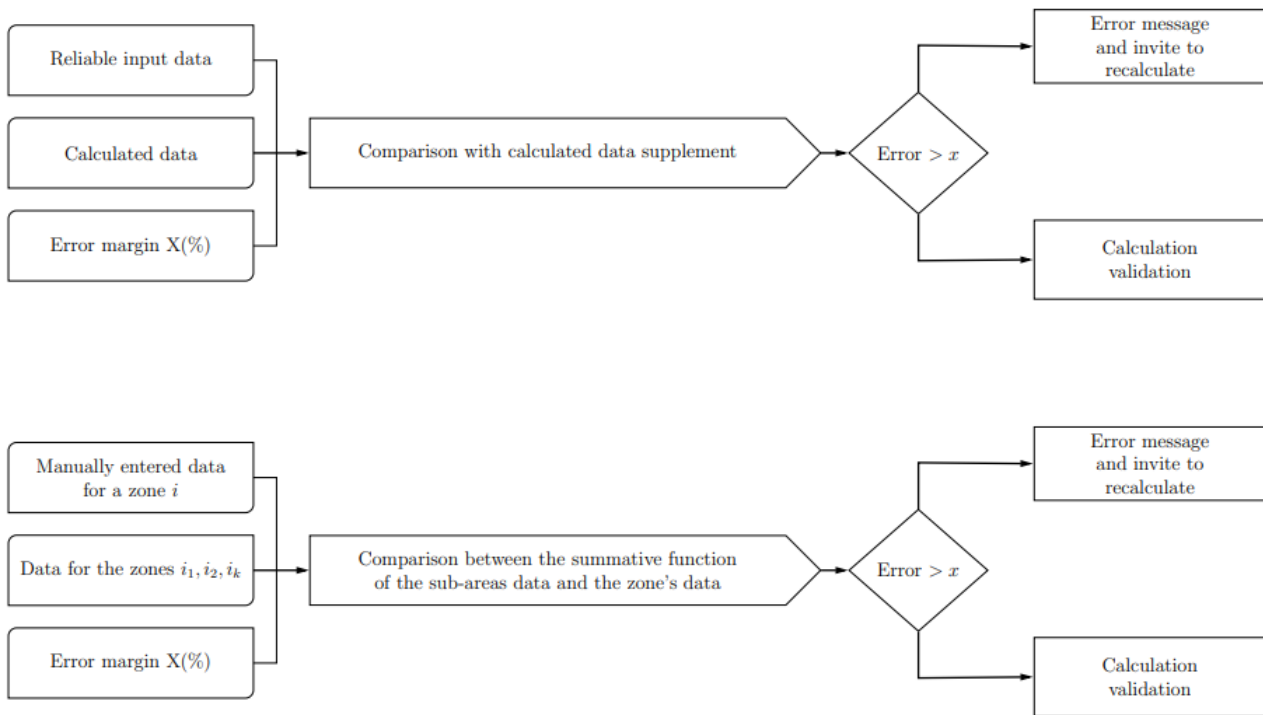 Reliable input data
Calculated data
Error margin X(%)
Comparison with calculated data supplement
Error > x
Error message
and invite to
recalculate
Calculation
validation
Manually entered data
for a zone i
Data for the zones i₁, i₂, iₖ
Error margin X(%)
Comparison between the summative function
of the sub-areas data and the zone's data
Error > x
Error message
and invite to
recalculate
Calculation
validation